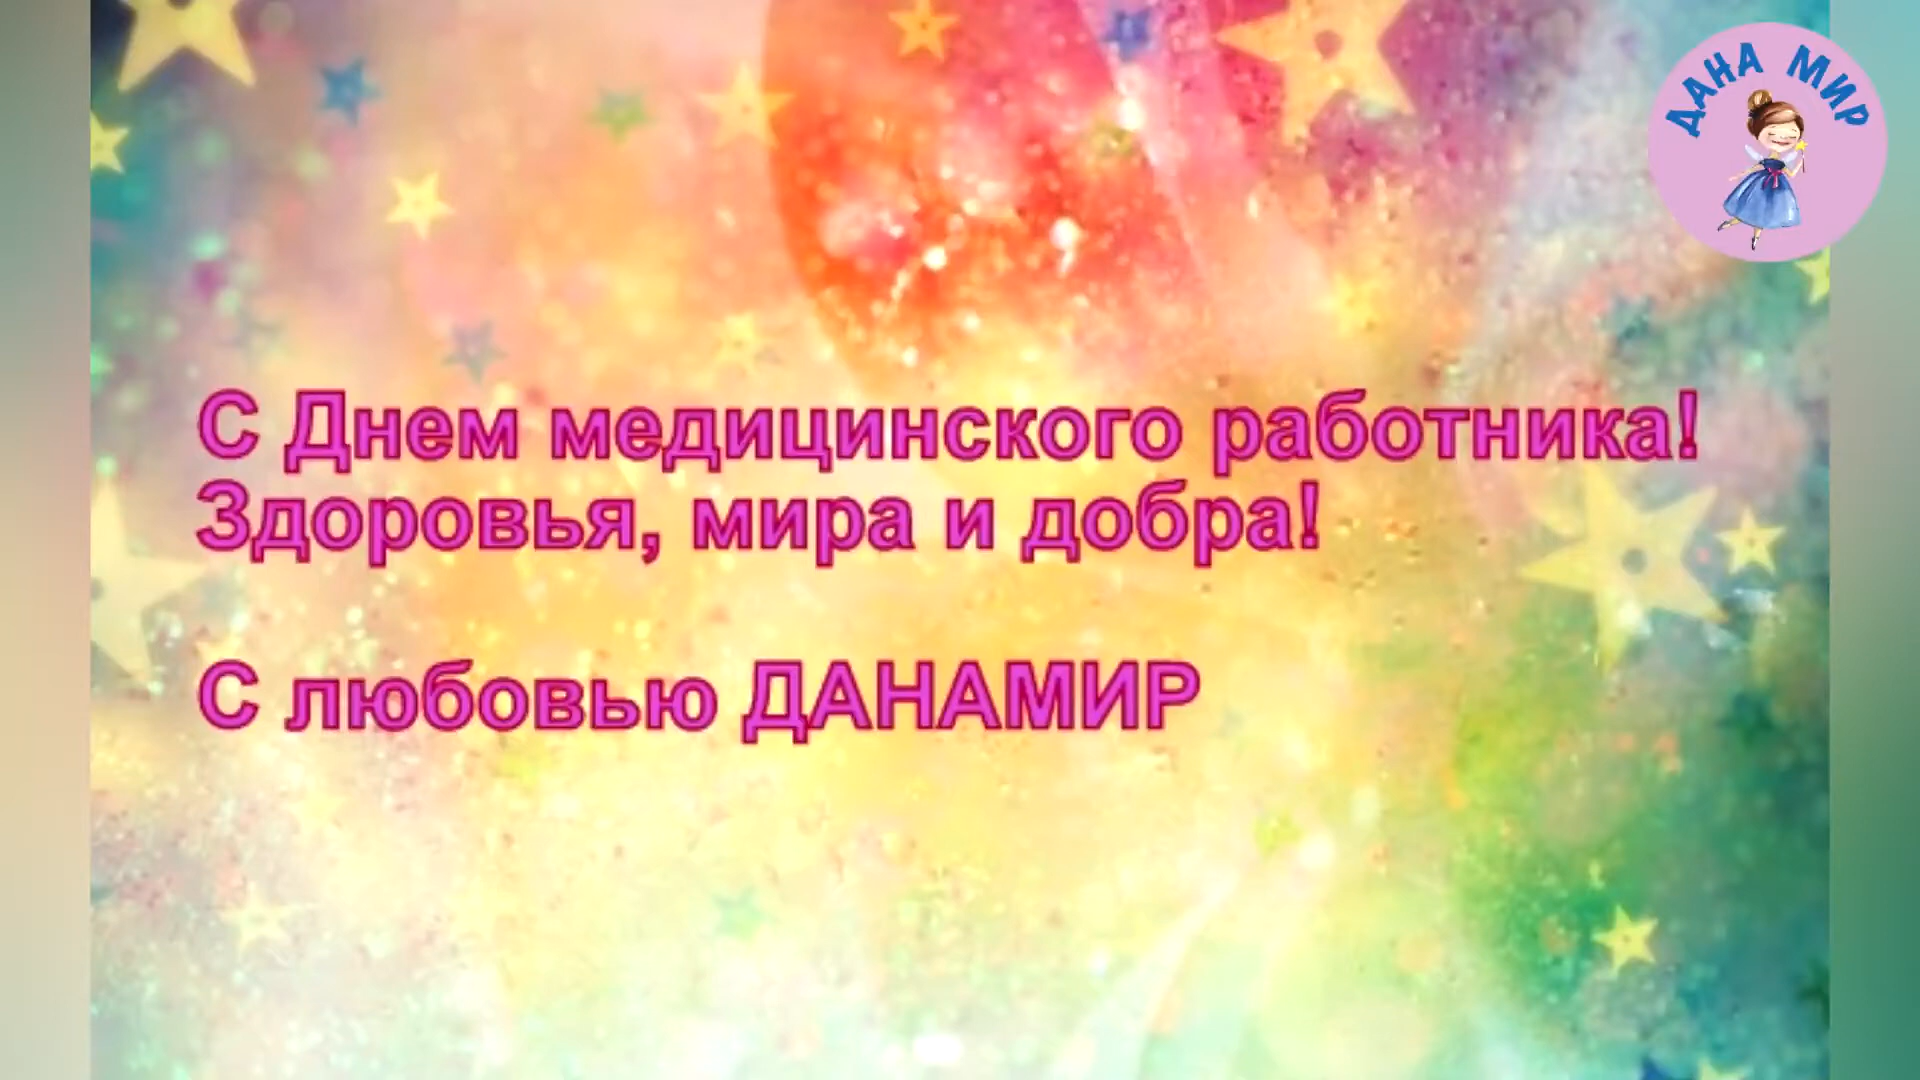 ДАНА МИР
С Днем медицинского работника!
Здоровья, мира и добра!
С любовью ДАНАМИР